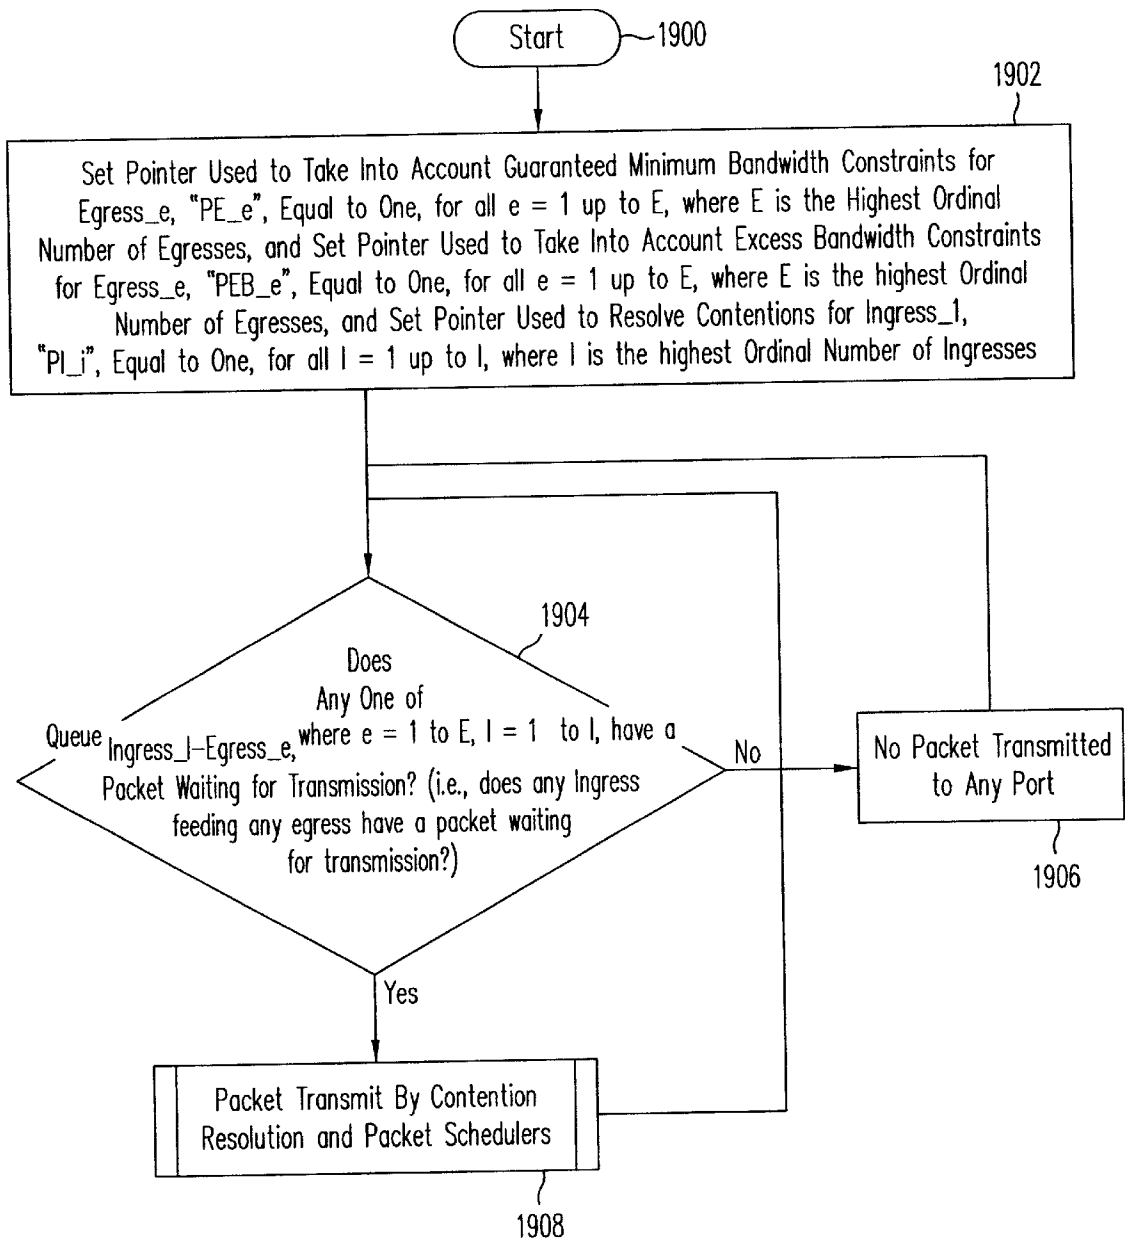 Start
1900
1902
Set Pointer Used to Take Into Account Guaranteed Minimum Bandwidth Constraints for
Egress_e, "PE_e", Equal to One, for all e = 1 up to E, where E is the Highest Ordinal
Number of Egresses, and Set Pointer Used to Take Into Account Excess Bandwidth Constraints
for Egress_e, "PEB_e", Equal to One, for all e = 1 up to E, where E is the highest Ordinal
Number of Egresses, and Set Pointer Used to Resolve Contentions for Ingress_I,
"PI_i", Equal to One, for all I = 1 up to I, where I is the highest Ordinal Number of Ingresses
1904
Does
Any One of
Queue Ingress_I-Egress_e, where e = 1 to E, I = 1 to I, have a
Packet Waiting for Transmission? (i.e., does any Ingress
feeding any egress have a packet waiting
for transmission?)
No
No Packet Transmitted
to Any Port
1906
Yes
Packet Transmit By Contention
Resolution and Packet Schedulers
1908